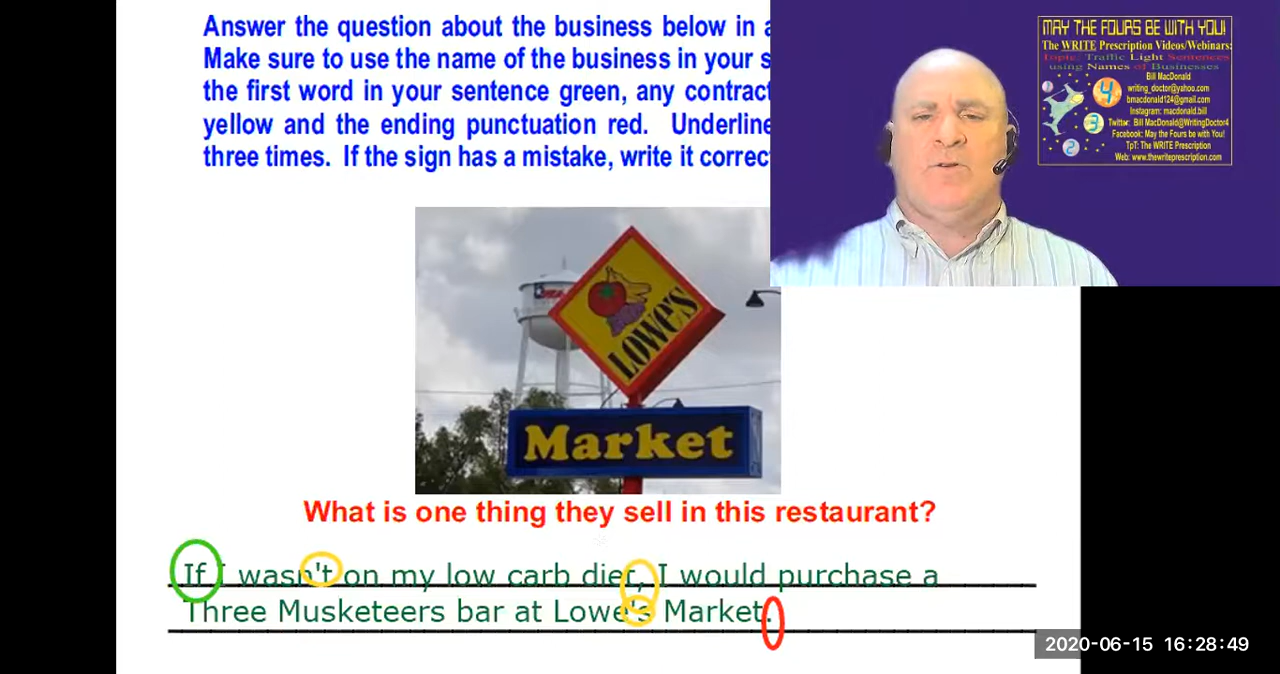 Answer the question about the business below in a
Make sure to use the name of the business in your s
the first word in your sentence green, any contract
yellow and the ending punctuation red. Underline
three times. If the sign has a mistake, write it correc
MAY THE FOURS BE WITH YOU!
The WRITE Prescription Videos/Webinars:
Topic, Traffic Light Sentences
using Names of Businesses
Bill MacDonald
writing_doctor@yahoo.com
bmacdonald124@gmail.com
Instagram: macdonald.bill
Twitter: Bill MacDonald@WritingDoctor4
Facebook: May the Fours be with You!
TpT: The WRITE Prescription
Web: www.thewriteprescription.com
4
3
2
LOWE'S
Market
What is one thing they sell in this restaurant?
If I wasn't on my low carb diet, I would purchase a
Three Musketeers bar at Lowe's Market.
2020-06-15 16:28:49